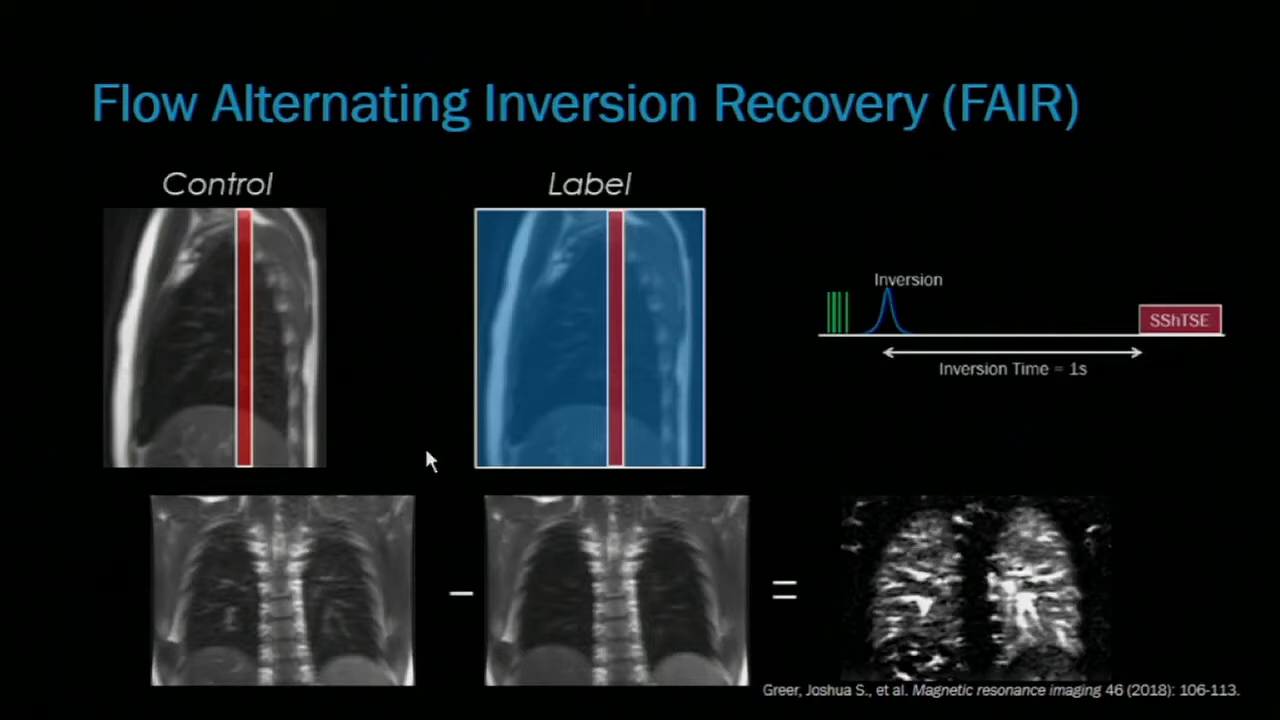 Flow Alternating Inversion Recovery (FAIR)
Control
Label
Inversion
SShTSE
Inversion Time = 1s
–
=
Greer, Joshua S., et al. Magnetic resonance imaging 46 (2018): 106-113.